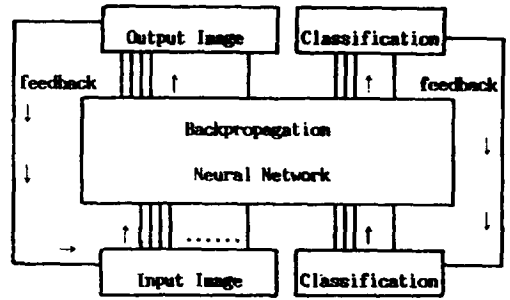 Output Image Classification
feedback feedback
Backpropagation
Neural Network
......
Input Image Classification